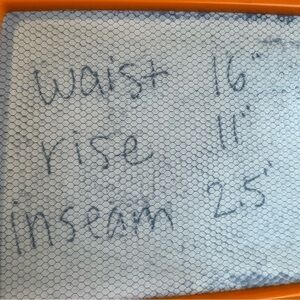 waist 16"
rise 11"
inseam 2.5"